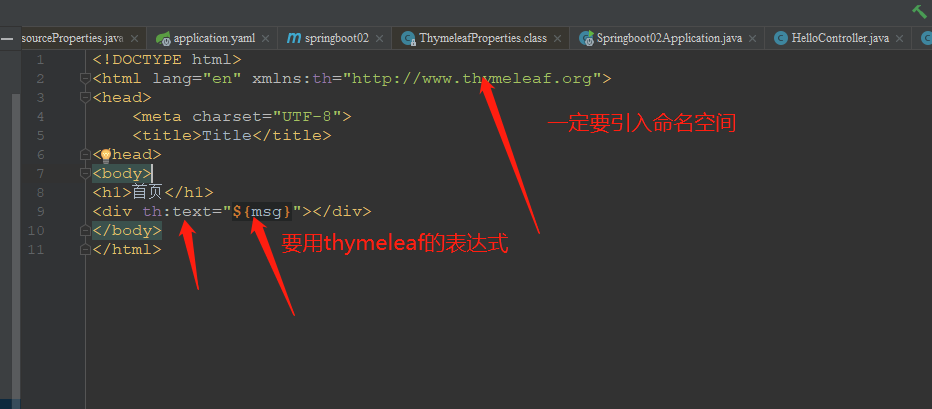 sourceProperties.java application.yaml springboot02 ThymeleafProperties.class Springboot02Application.java HelloController.java
1 <!DOCTYPE html>
2 <html lang="en" xmlns:th="http://www.thymeleaf.org">
3 <head>
4 <meta charset="UTF-8">
5 <title>Title</title>
一定要引入命名空间
6 </head>
7 <body>
8 <h1>首页</h1>
9 <div th:text="${msg}"></div>
10 </body>
要用thymeleaf的表达式
11 </html>